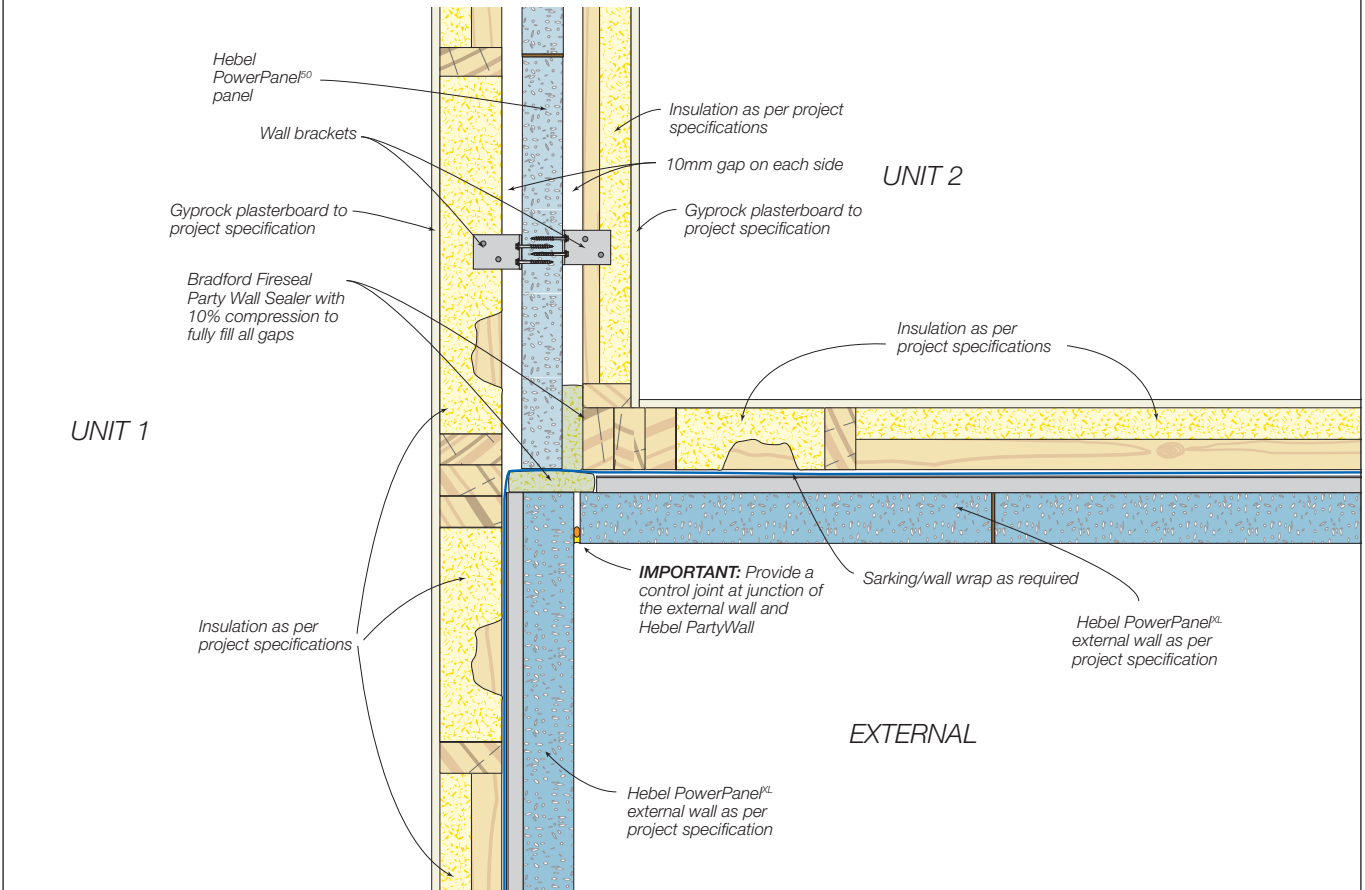 Hebel
PowerPanel⁵⁰
panel
Wall brackets
Gyprock plasterboard to
project specification
Bradford Fireseal
Party Wall Sealer with
10% compression to
fully fill all gaps
Insulation as per project
specifications
10mm gap on each side
UNIT 2
Gyprock plasterboard to
project specification
Insulation as per
project specifications
UNIT 1
IMPORTANT: Provide a
control joint at junction of
the external wall and
Hebel PartyWall
Sarking/wall wrap as required
Hebel PowerPanelXL
external wall as per
project specification
Insulation as per
project specifications
EXTERNAL
Hebel PowerPanelXL
external wall as per
project specification